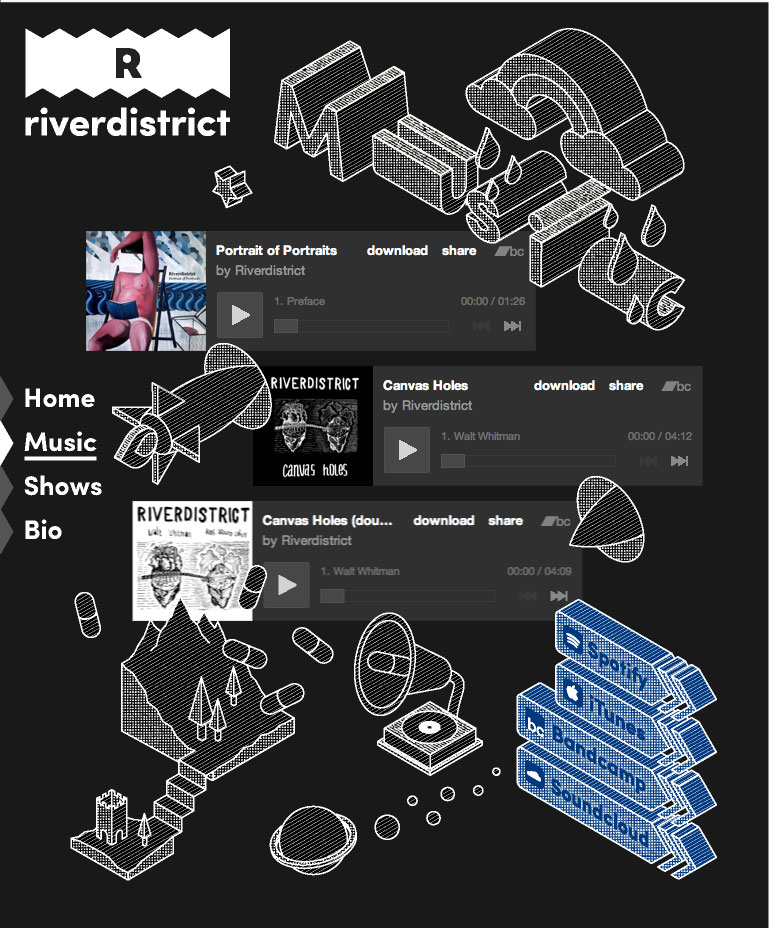 R
riverdistrict
MUSIC
Portrait of Portraits download share bc
by Riverdistrict
1. Preface 00:00 / 01:26
Home
Music
Shows
Bio
RIVERDISTRICT
canvas holes
Canvas Holes download share bc
by Riverdistrict
1. Walt Whitman 00:00 / 04:12
RIVERDISTRICT
Walt Whitman
Canvas Holes (dou... download share bc
by Riverdistrict
1. Walt Whitman 00:00 / 04:09
Spotify
iTunes
bc Bandcamp
Soundcloud